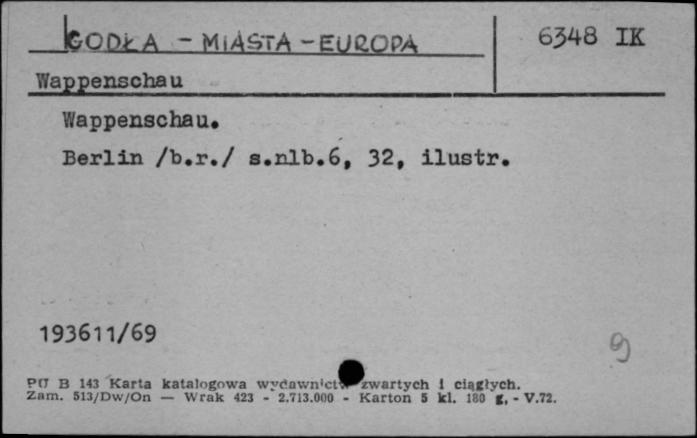 GODŁA - MIASTA - EUROPA
6348 IK
Wappenschau
Wappenschau.
Berlin /b.r./ s.nlb.6, 32, ilustr.
193611/69
PU B 143 Karta katalogowa wydawnictw zwartych i ciągłych.
Zam. 513/Dw/On — Wrak 423 - 2.713.000 - Karton 5 kl. 180 g, - V.72.